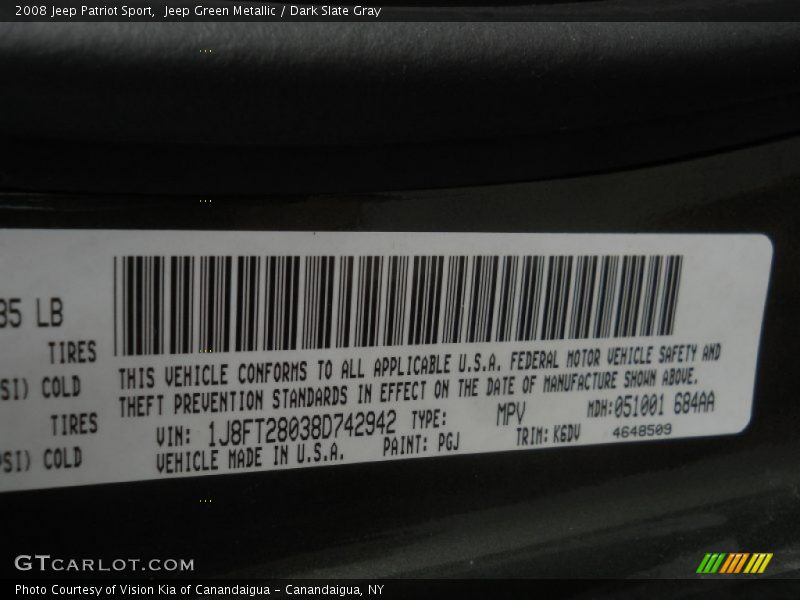 2008 Jeep Patriot Sport,  Jeep Green Metallic / Dark Slate Gray
35 LB
TIRES
SI) COLD
TIRES
PSI) COLD
THIS VEHICLE CONFORMS TO ALL APPLICABLE U.S.A. FEDERAL MOTOR VEHICLE SAFETY AND
THEFT PREVENTION STANDARDS IN EFFECT ON THE DATE OF MANUFACTURE SHOWN ABOVE.
VIN: 1J8FT28038D742942 TYPE: MPV MDH:051001 684AA
VEHICLE MADE IN U.S.A. PAINT: PGJ TRIM: K6DV 4648509
GTCARLOT.COM
Photo Courtesy of Vision Kia of Canandaigua - Canandaigua, NY